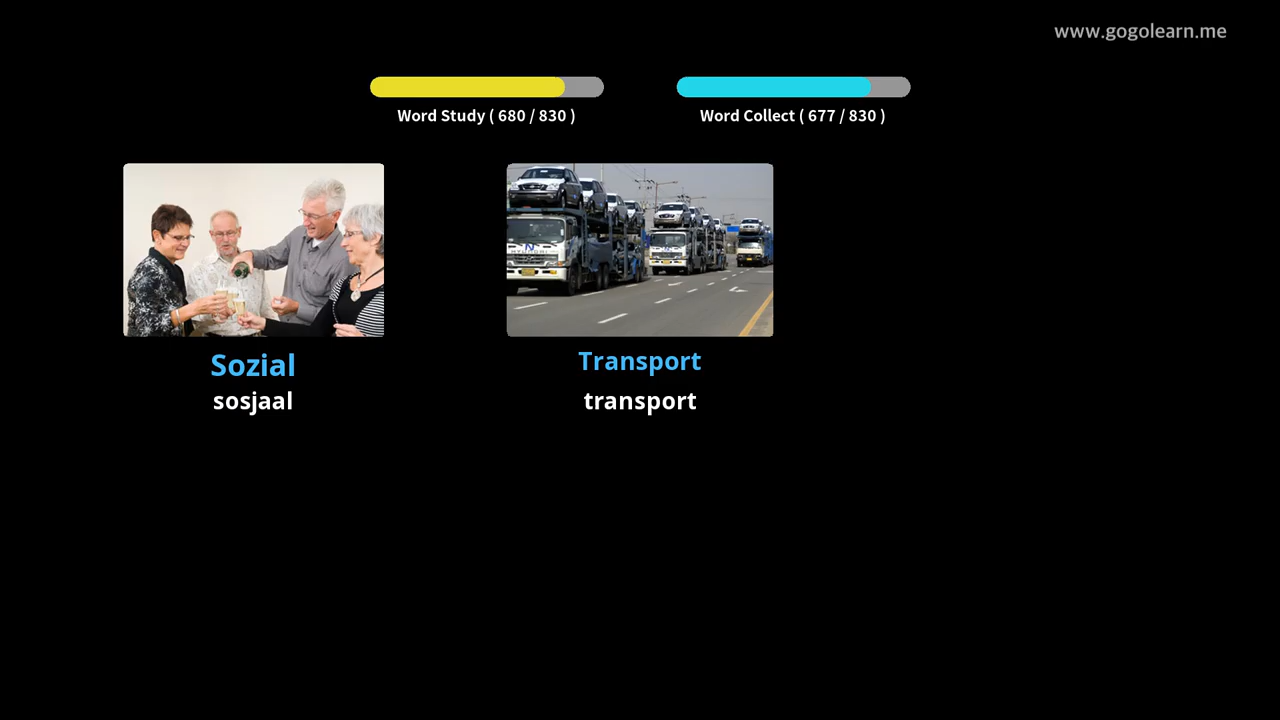 www.gogolearn.me
Word Study ( 680 / 830 )
Word Collect ( 677 / 830 )
Sozial
sosjaal
Transport
transport